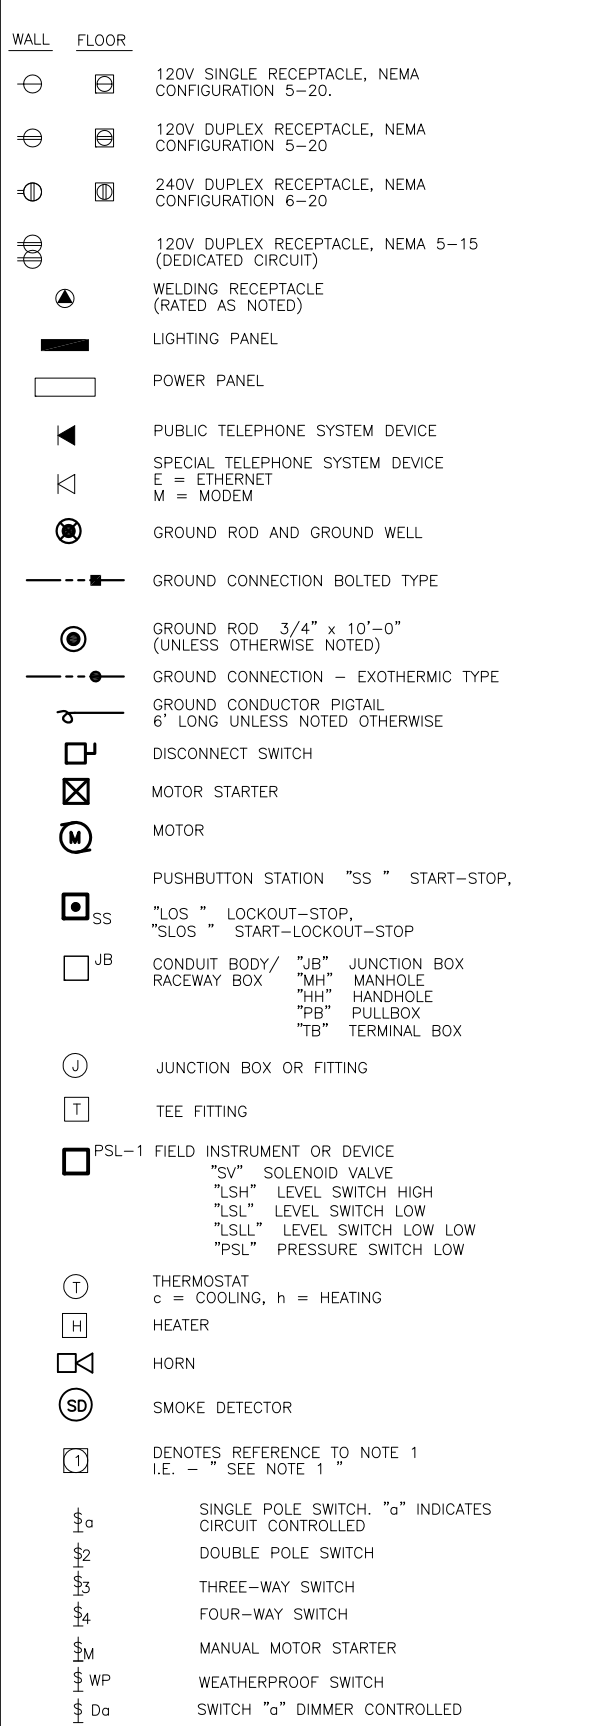 WALL FLOOR
120V SINGLE RECEPTACLE, NEMA
CONFIGURATION 5-20.
120V DUPLEX RECEPTACLE, NEMA
CONFIGURATION 5-20
240V DUPLEX RECEPTACLE, NEMA
CONFIGURATION 6-20
120V DUPLEX RECEPTACLE, NEMA 5-15
(DEDICATED CIRCUIT)
WELDING RECEPTACLE
(RATED AS NOTED)
LIGHTING PANEL
POWER PANEL
PUBLIC TELEPHONE SYSTEM DEVICE
SPECIAL TELEPHONE SYSTEM DEVICE
E = ETHERNET
M = MODEM
GROUND ROD AND GROUND WELL
GROUND CONNECTION BOLTED TYPE
GROUND ROD 3/4" x 10'-0"
(UNLESS OTHERWISE NOTED)
GROUND CONNECTION - EXOTHERMIC TYPE
GROUND CONDUCTOR PIGTAIL
6' LONG UNLESS NOTED OTHERWISE
DISCONNECT SWITCH
MOTOR STARTER
M MOTOR
PUSHBUTTON STATION "SS " START-STOP,
SS "LOS " LOCKOUT-STOP,
"SLOS " START-LOCKOUT-STOP
JB CONDUIT BODY/ "JB" JUNCTION BOX
RACEWAY BOX "MH" MANHOLE
"HH" HANDHOLE
"PB" PULLBOX
"TB" TERMINAL BOX
J JUNCTION BOX OR FITTING
T TEE FITTING
PSL-1 FIELD INSTRUMENT OR DEVICE
"SV" SOLENOID VALVE
"LSH" LEVEL SWITCH HIGH
"LSL" LEVEL SWITCH LOW
"LSLL" LEVEL SWITCH LOW LOW
"PSL" PRESSURE SWITCH LOW
T THERMOSTAT
c = COOLING, h = HEATING
H HEATER
HORN
SD SMOKE DETECTOR
1 DENOTES REFERENCE TO NOTE 1
I.E. - " SEE NOTE 1 "
$a SINGLE POLE SWITCH. "a" INDICATES
CIRCUIT CONTROLLED
$2 DOUBLE POLE SWITCH
$3 THREE-WAY SWITCH
$4 FOUR-WAY SWITCH
$M MANUAL MOTOR STARTER
$ WP WEATHERPROOF SWITCH
$ Da SWITCH "a" DIMMER CONTROLLED